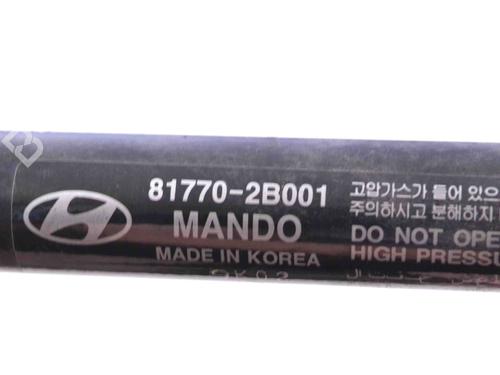 81770-2B001
MANDO
MADE IN KOREA
고압가스가 들어 있으
주의하시고 분해하지
DO NOT OPE
HIGH PRESSU